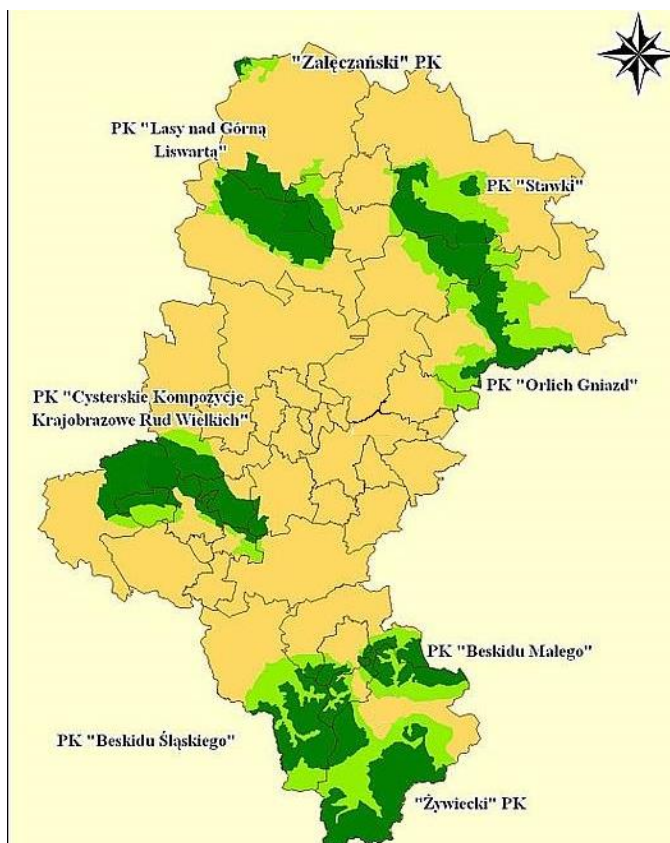 "Załęczański" PK
PK "Lasy nad Górną
Liswartą"
PK "Stawki"
PK "Orlich Gniazd"
PK "Cysterskie Kompozycje
Krajobrazowe Rud Wielkich"
PK "Beskidu Małego"
PK "Beskidu Śląskiego"
"Żywiecki" PK